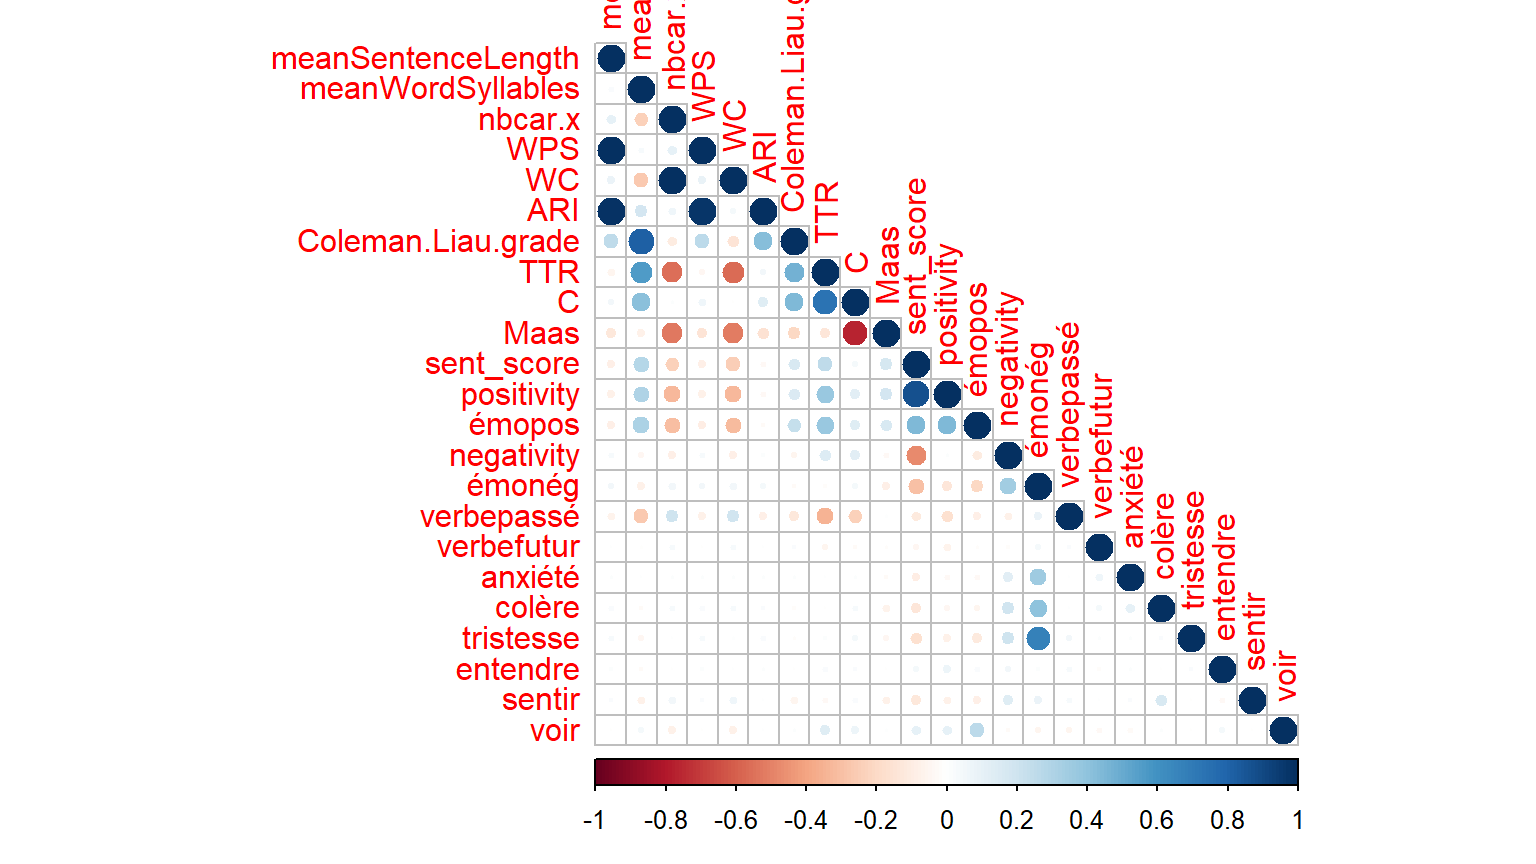 meanSentenceLength
meanWordSyllables
nbcar.x
WPS
WC
ARI
Coleman.Liau.grade
TTR
C
Maas
sent_score
positivity
émopos
negativity
émonég
verbepassé
verbefutur
anxiété
colère
tristesse
entendre
sentir
voir
WPS
WC
ARI
TTR
C
Maas
sent_score
positivity
émopos
negativity
émonég
verbepassé
verbefutur
anxiété
colère
tristesse
entendre
sentir
voir
-1 -0.8 -0.6 -0.4 -0.2 0 0.2 0.4 0.6 0.8 1